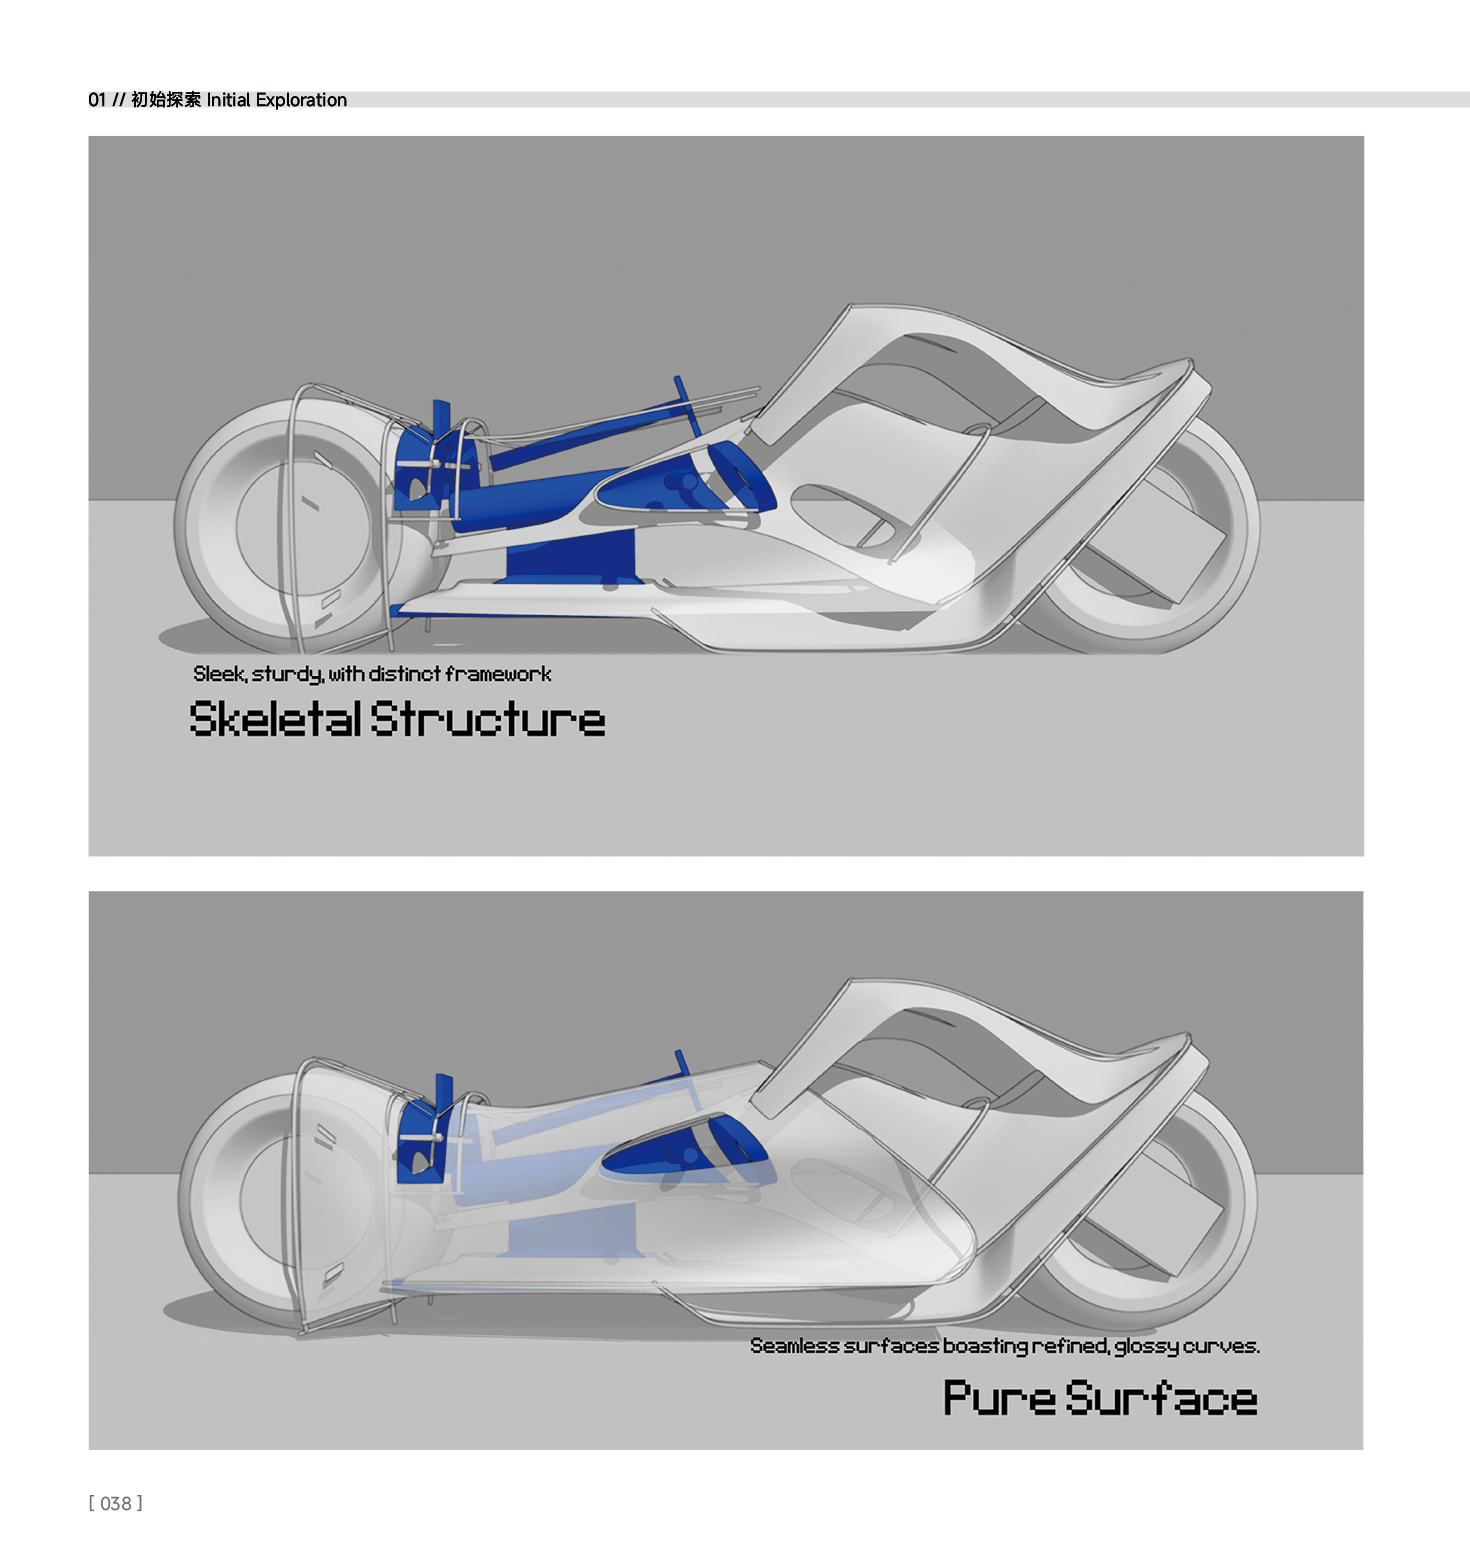 01 // 初始探索 Initial Exploration
Sleek, sturdy, with distinct framework
Skeletal Structure
Seamless surfaces boasting refined, glossy curves.
Pure Surface
[ 038 ]